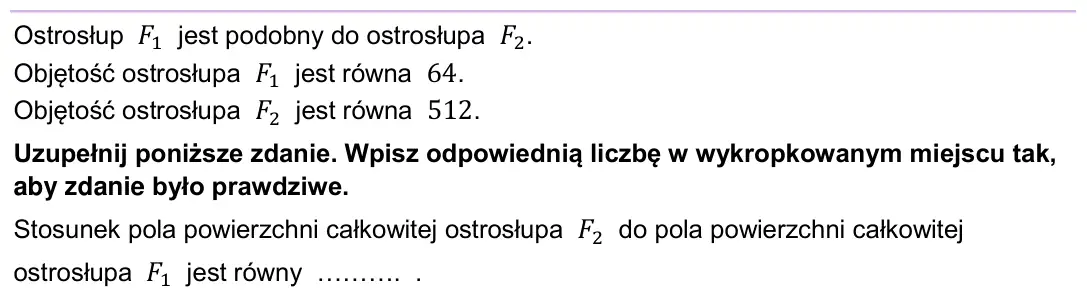 Ostrosłup F₁ jest podobny do ostrosłupa F₂.
Objętość ostrosłupa F₁ jest równa 64.
Objętość ostrosłupa F₂ jest równa 512.
Uzupełnij poniższe zdanie. Wpisz odpowiednią liczbę w wykropkowanym miejscu tak,
aby zdanie było prawdziwe.
Stosunek pola powierzchni całkowitej ostrosłupa F₂ do pola powierzchni całkowitej
ostrosłupa F₁ jest równy ………. .